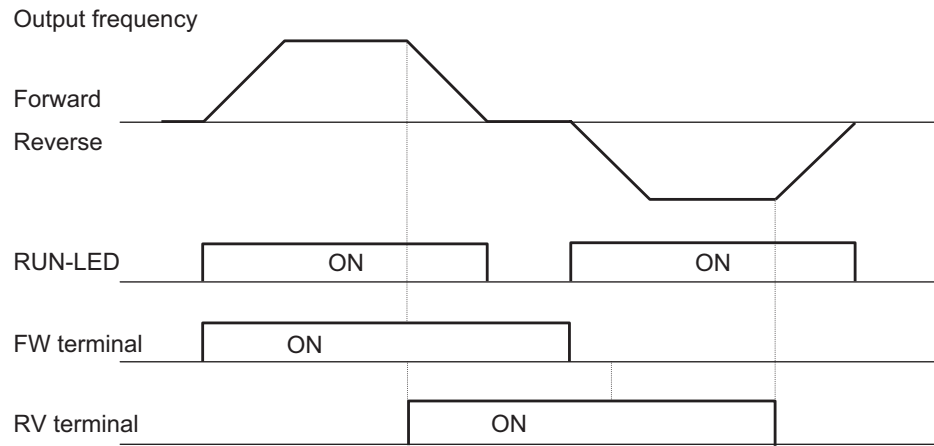 Output frequency
Forward
Reverse
RUN-LED
ON
ON
FW terminal
ON
RV terminal
ON